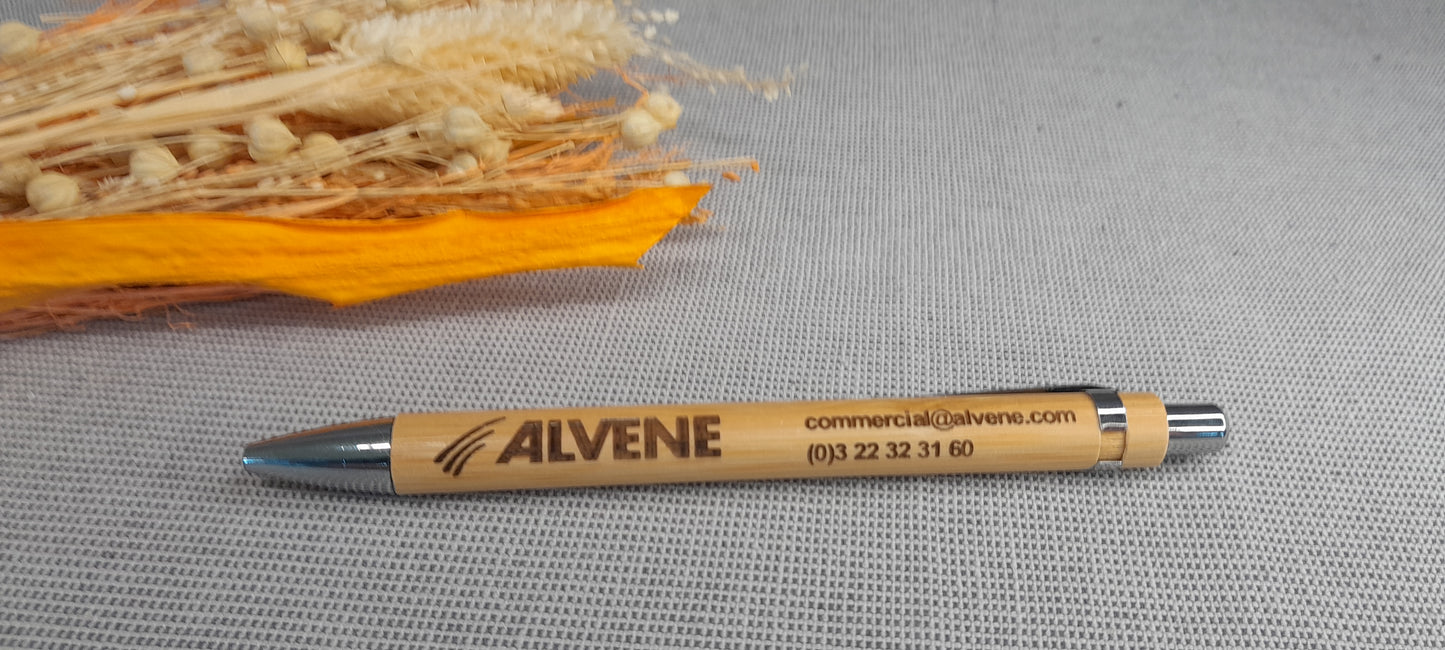 ALVENE
commercial@alvene.com
(0)3 22 32 31 60